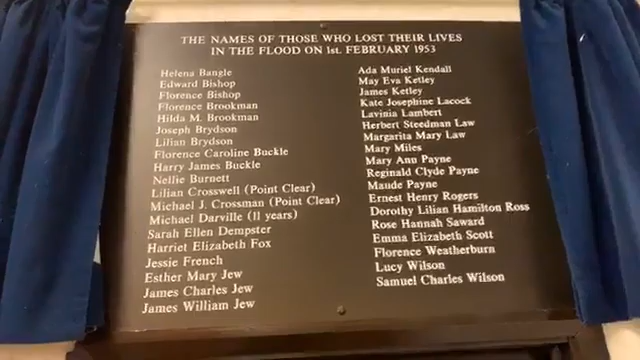 THE NAMES OF THOSE WHO LOST THEIR LIVES
IN THE FLOOD ON 1st. FEBRUARY 1953
Helena Bangle
Edward Bishop
Florence Bishop
Florence Brookman
Hilda M. Brookman
Joseph Brydson
Lilian Brydson
Florence Caroline Buckle
Harry James Buckle
Nellie Burnett
Lilian Crosswell (Point Clear)
Michael J. Crossman (Point Clear)
Michael Darville (11 years)
Sarah Ellen Dempster
Harriet Elizabeth Fox
Jessie French
Esther Mary Jew
James Charles Jew
James William Jew
Ada Muriel Kendall
May Eva Ketley
James Ketley
Kate Josephine Lacock
Lavinia Lambert
Herbert Steedman Law
Margarita Mary Law
Mary Miles
Mary Ann Payne
Reginald Clyde Payne
Maude Payne
Ernest Henry Rogers
Dorothy Lilian Hamilton Ross
Rose Hannah Saward
Emma Elizabeth Scott
Florence Weatherburn
Lucy Wilson
Samuel Charles Wilson